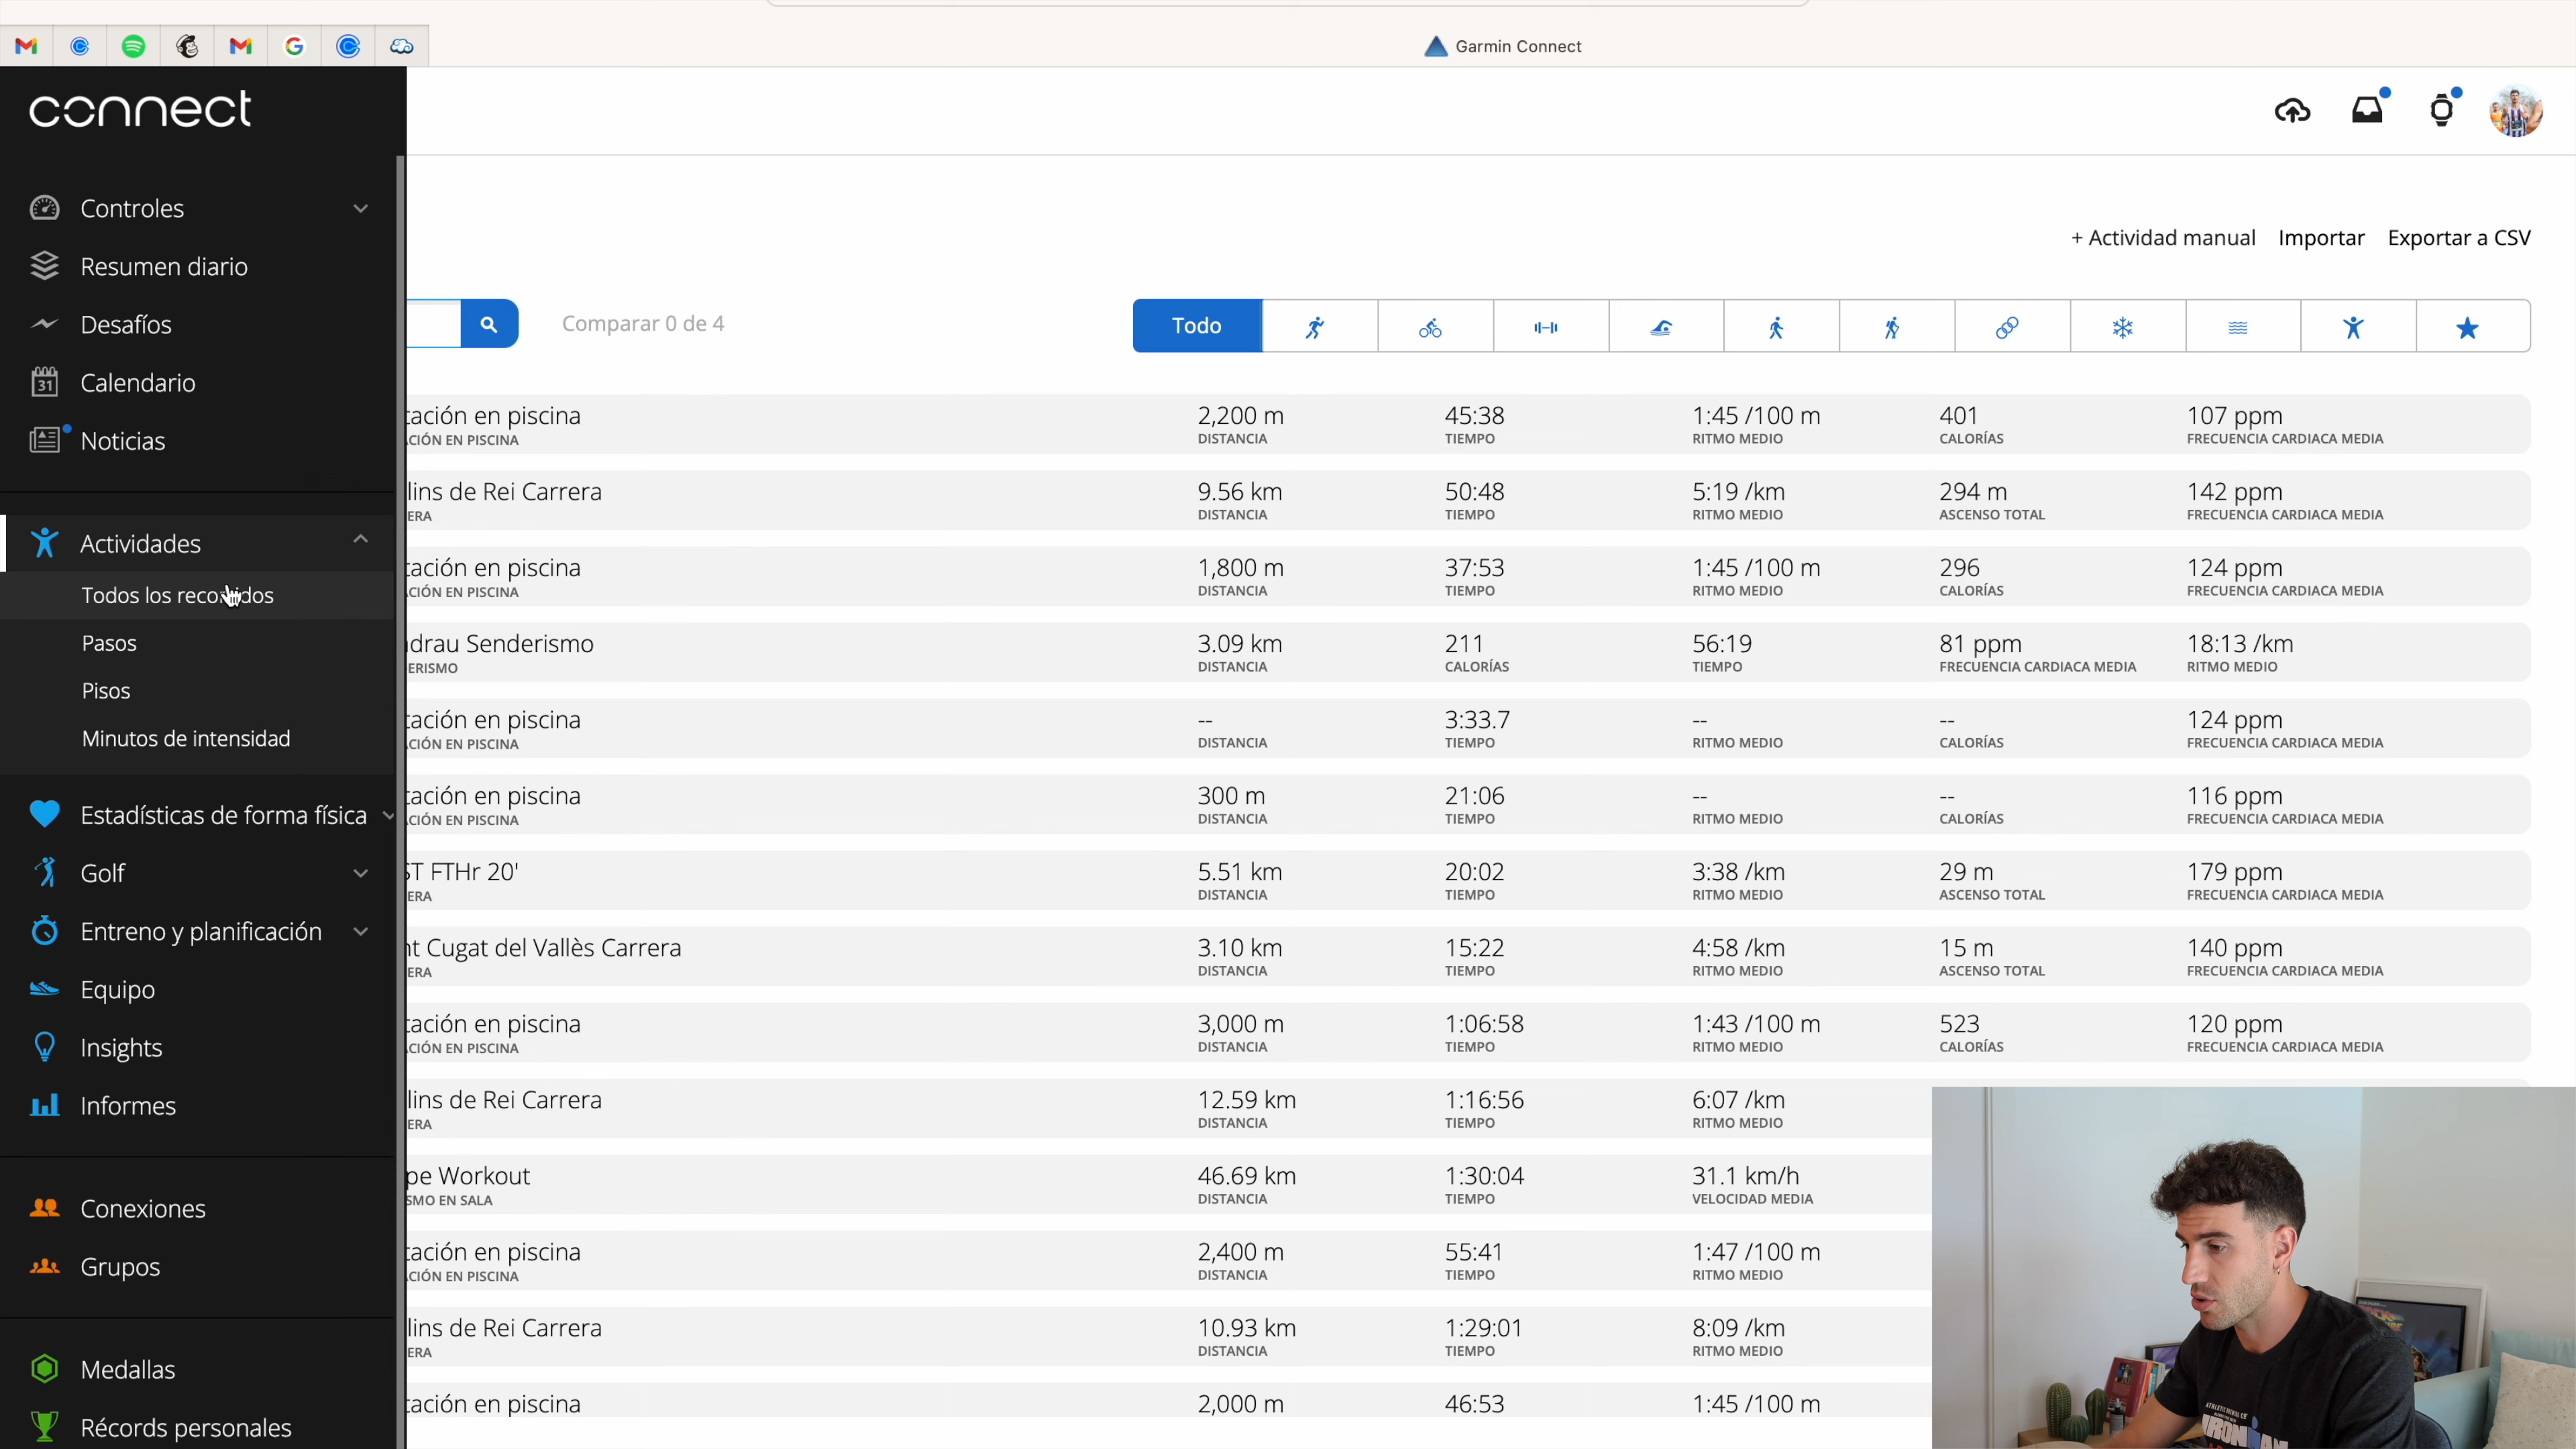 Garmin Connect
connect
Controles
Resumen diario
Desafíos
Calendario
31
Noticias
Actividades
Todos los recorridos
Pasos
Pisos
Minutos de intensidad
Estadísticas de forma física
Golf
Entreno y planificación
Equipo
Insights
Informes
Conexiones
Grupos
Medallas
Récords personales
+ Actividad manual Importar Exportar a CSV
Comparar 0 de 4
Todo
tación en piscina 2,200 m 45:38 1:45 /100 m 401 107 ppm
CIÓN EN PISCINA DISTANCIA TIEMPO RITMO MEDIO CALORÍAS FRECUENCIA CARDIACA MEDIA
lins de Rei Carrera 9.56 km 50:48 5:19 /km 294 m 142 ppm
ERA DISTANCIA TIEMPO RITMO MEDIO ASCENSO TOTAL FRECUENCIA CARDIACA MEDIA
tación en piscina 1,800 m 37:53 1:45 /100 m 296 124 ppm
CIÓN EN PISCINA DISTANCIA TIEMPO RITMO MEDIO CALORÍAS FRECUENCIA CARDIACA MEDIA
drau Senderismo 3.09 km 211 56:19 81 ppm 18:13 /km
ERISMO DISTANCIA CALORÍAS TIEMPO FRECUENCIA CARDIACA MEDIA RITMO MEDIO
tación en piscina -- 3:33.7 -- -- 124 ppm
CIÓN EN PISCINA DISTANCIA TIEMPO RITMO MEDIO CALORÍAS FRECUENCIA CARDIACA MEDIA
tación en piscina 300 m 21:06 -- -- 116 ppm
CIÓN EN PISCINA DISTANCIA TIEMPO RITMO MEDIO CALORÍAS FRECUENCIA CARDIACA MEDIA
ST FTHr 20' 5.51 km 20:02 3:38 /km 29 m 179 ppm
ERA DISTANCIA TIEMPO RITMO MEDIO ASCENSO TOTAL FRECUENCIA CARDIACA MEDIA
nt Cugat del Vallès Carrera 3.10 km 15:22 4:58 /km 15 m 140 ppm
ERA DISTANCIA TIEMPO RITMO MEDIO ASCENSO TOTAL FRECUENCIA CARDIACA MEDIA
tación en piscina 3,000 m 1:06:58 1:43 /100 m 523 120 ppm
CIÓN EN PISCINA DISTANCIA TIEMPO RITMO MEDIO CALORÍAS FRECUENCIA CARDIACA MEDIA
lins de Rei Carrera 12.59 km 1:16:56 6:07 /km
ERA DISTANCIA TIEMPO RITMO MEDIO
pe Workout 46.69 km 1:30:04 31.1 km/h
SMO EN SALA DISTANCIA TIEMPO VELOCIDAD MEDIA
tación en piscina 2,400 m 55:41 1:47 /100 m
CIÓN EN PISCINA DISTANCIA TIEMPO RITMO MEDIO
lins de Rei Carrera 10.93 km 1:29:01 8:09 /km
ERA DISTANCIA TIEMPO RITMO MEDIO
tación en piscina 2,000 m 46:53 1:45 /100 m